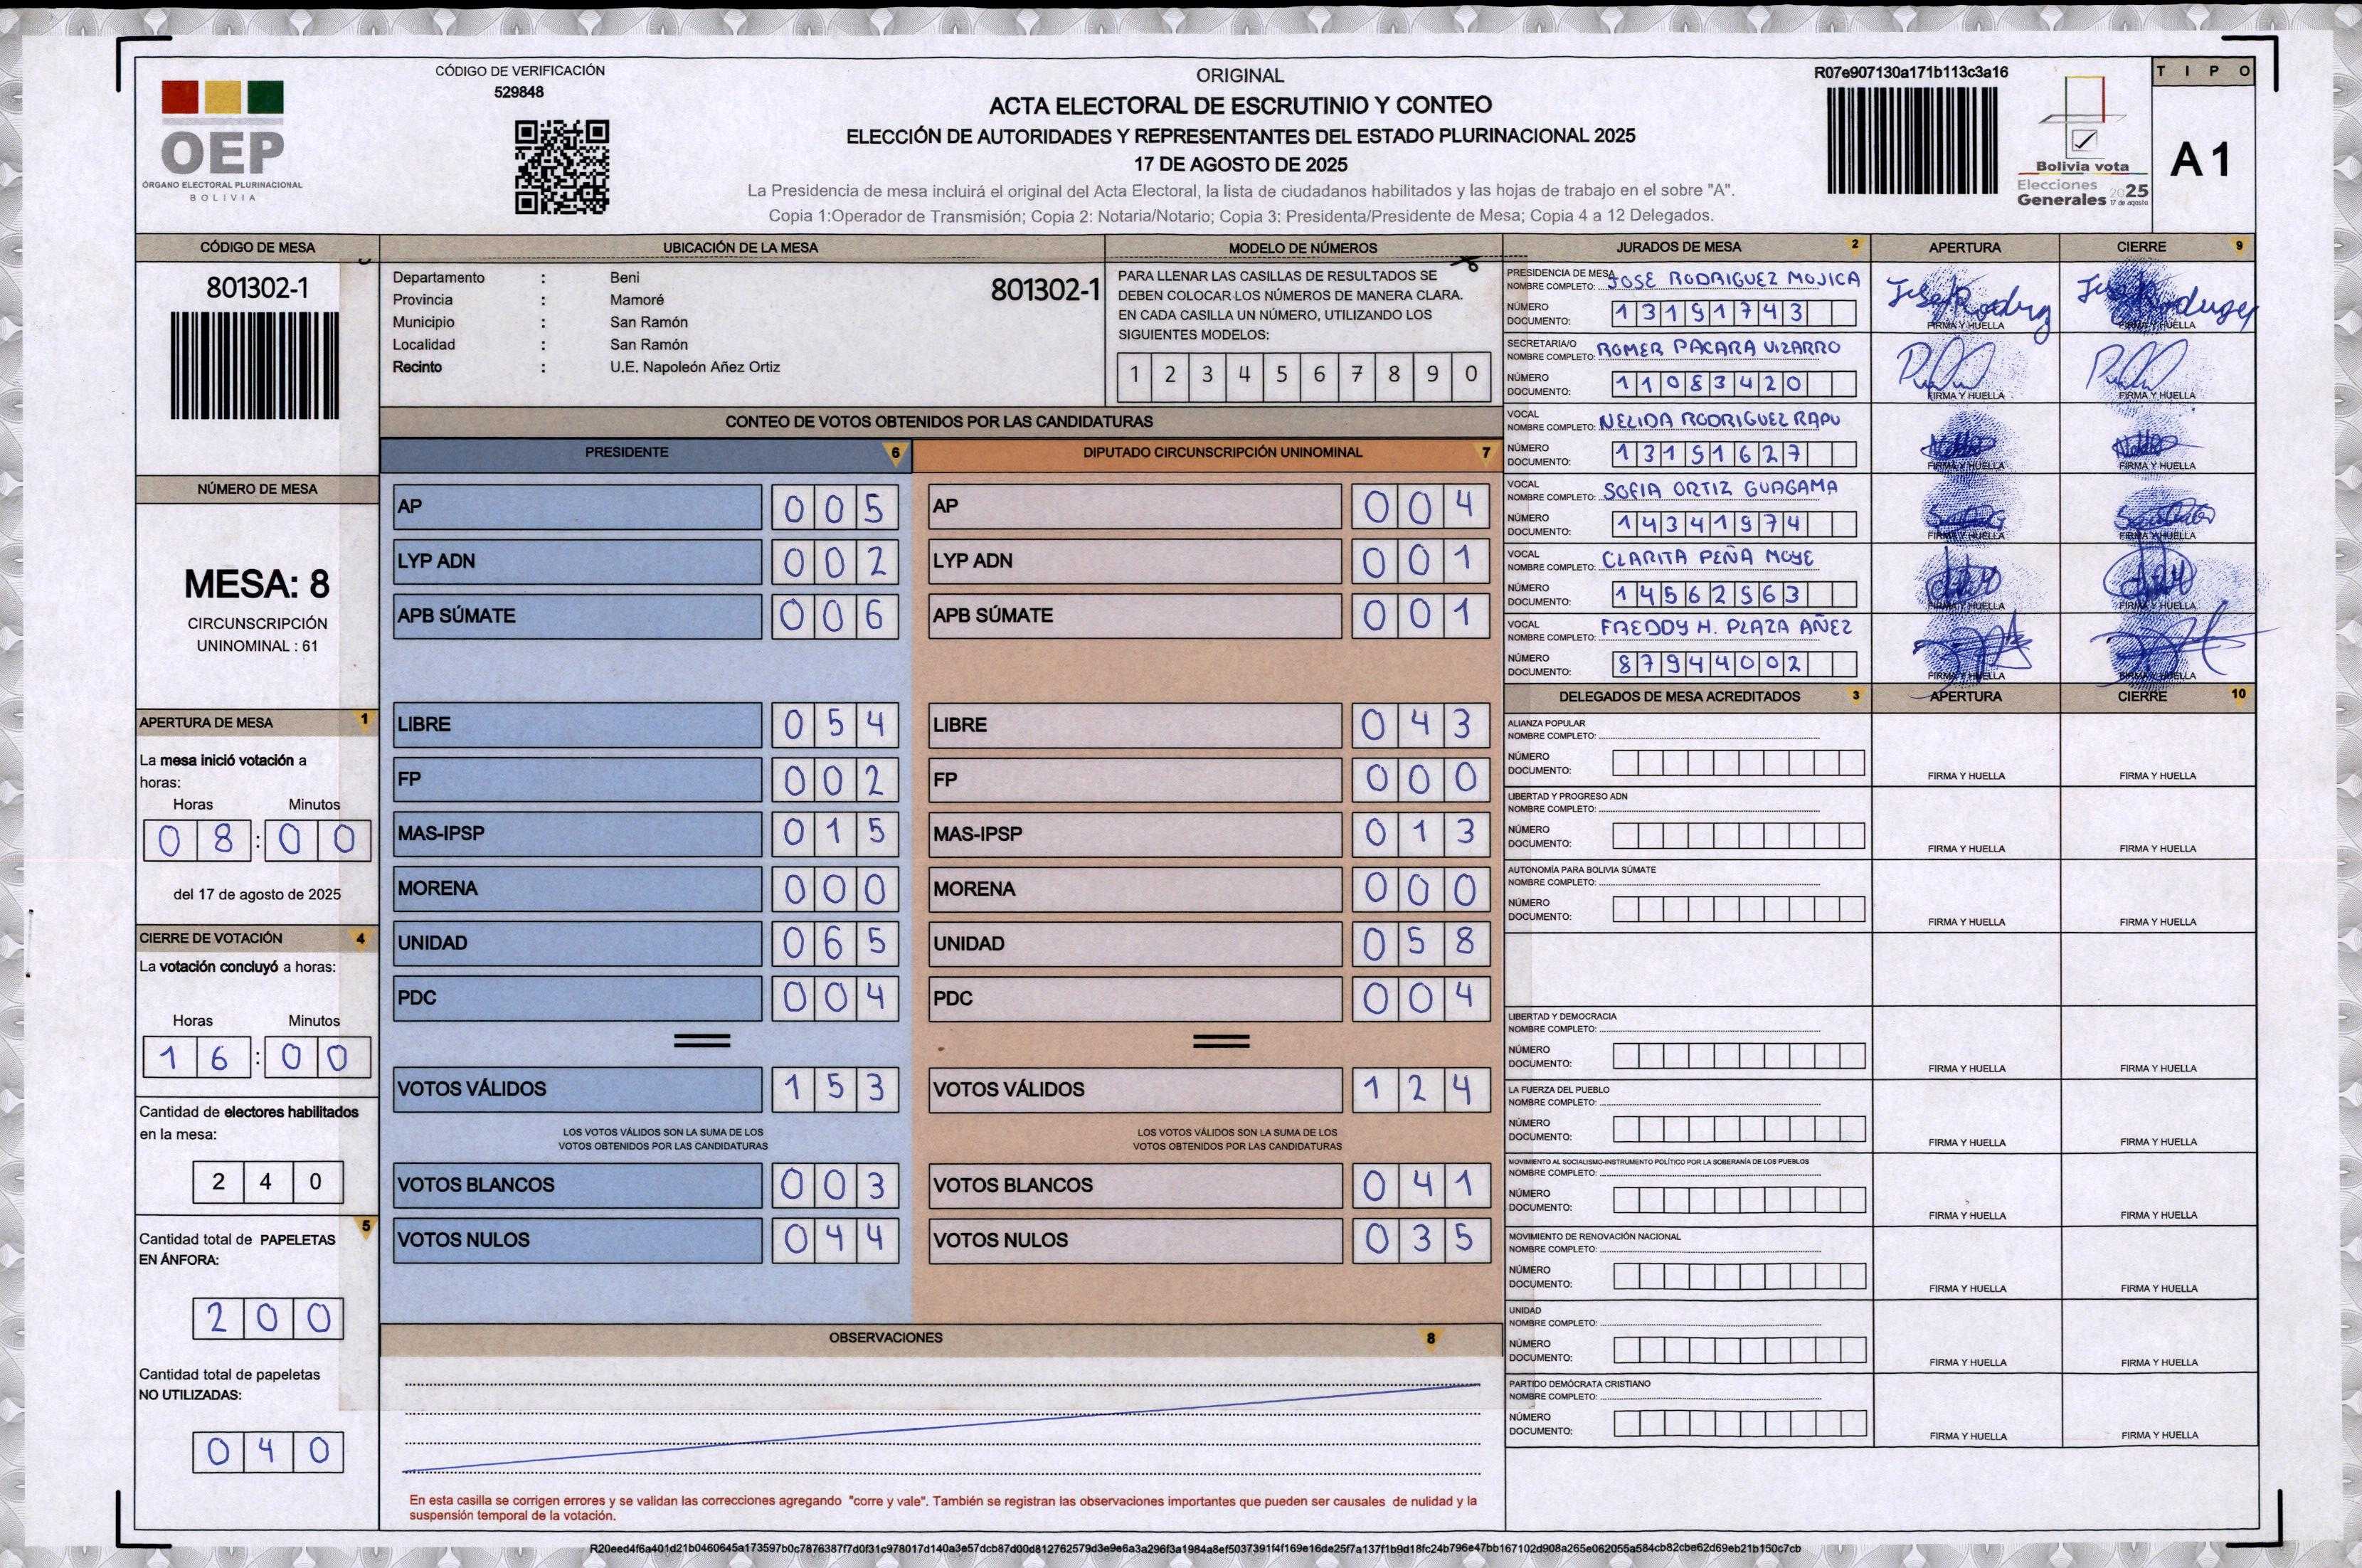 CÓDIGO DE VERIFICACIÓN
529848
OEP
ÓRGANO ELECTORAL PLURINACIONAL
BOLIVIA
ORIGINAL
ACTA ELECTORAL DE ESCRUTINIO Y CONTEO
ELECCIÓN DE AUTORIDADES Y REPRESENTANTES DEL ESTADO PLURINACIONAL 2025
17 DE AGOSTO DE 2025
La Presidencia de mesa incluirá el original del Acta Electoral, la lista de ciudadanos habilitados y las hojas de trabajo en el sobre "A".
Copia 1:Operador de Transmisión; Copia 2: Notaria/Notario; Copia 3: Presidenta/Presidente de Mesa; Copia 4 a 12 Delegados.
R07e907130a171b113c3a16
Bolivia vota
Elecciones 2025
Generales 17 de agosto
TIPO
A 1
CÓDIGO DE MESA
801302-1
NÚMERO DE MESA
MESA: 8
CIRCUNSCRIPCIÓN
UNINOMINAL : 61
APERTURA DE MESA 1
La mesa inició votación a
horas:
Horas Minutos
08:00
del 17 de agosto de 2025
CIERRE DE VOTACIÓN 4
La votación concluyó a horas:
Horas Minutos
16:00
Cantidad de electores habilitados
en la mesa:
240
5
Cantidad total de PAPELETAS
EN ÁNFORA:
200
Cantidad total de papeletas
NO UTILIZADAS:
040
UBICACIÓN DE LA MESA
Departamento : Beni
801302-1
Provincia : Mamoré
Municipio : San Ramón
Localidad : San Ramón
Recinto : U.E. Napoleón Añez Ortiz
MODELO DE NÚMEROS
PARA LLENAR LAS CASILLAS DE RESULTADOS SE
DEBEN COLOCAR LOS NÚMEROS DE MANERA CLARA.
EN CADA CASILLA UN NÚMERO, UTILIZANDO LOS
SIGUIENTES MODELOS:
1 2 3 4 5 6 7 8 9 0
CONTEO DE VOTOS OBTENIDOS POR LAS CANDIDATURAS
PRESIDENTE 6
AP 005
LYP ADN 002
APB SÚMATE 006
LIBRE 054
FP 002
MAS-IPSP 015
MORENA 000
UNIDAD 065
PDC 004
VOTOS VÁLIDOS 153
LOS VOTOS VÁLIDOS SON LA SUMA DE LOS
VOTOS OBTENIDOS POR LAS CANDIDATURAS
VOTOS BLANCOS 003
VOTOS NULOS 044
DIPUTADO CIRCUNSCRIPCIÓN UNINOMINAL 7
AP 004
LYP ADN 001
APB SÚMATE 001
LIBRE 043
FP 000
MAS-IPSP 013
MORENA 000
UNIDAD 058
PDC 004
VOTOS VÁLIDOS 124
LOS VOTOS VÁLIDOS SON LA SUMA DE LOS
VOTOS OBTENIDOS POR LAS CANDIDATURAS
VOTOS BLANCOS 041
VOTOS NULOS 035
OBSERVACIONES 8
En esta casilla se corrigen errores y se validan las correcciones agregando "corre y vale". También se registran las observaciones importantes que pueden ser causales de nulidad y la
suspensión temporal de la votación.
JURADOS DE MESA 2 APERTURA CIERRE 9
PRESIDENCIA DE MESA
NOMBRE COMPLETO: JOSE RODRIGUEZ MOJICA
NÚMERO
DOCUMENTO: 13151743
FIRMA Y HUELLA FIRMA Y HUELLA
SECRETARIA/O
NOMBRE COMPLETO: ROMER PACARA VIZARRO
NÚMERO
DOCUMENTO: 11083420
FIRMA Y HUELLA FIRMA Y HUELLA
VOCAL
NOMBRE COMPLETO: NELIDA RODRIGUEZ RAPU
NÚMERO
DOCUMENTO: 13151627
FIRMA Y HUELLA FIRMA Y HUELLA
VOCAL
NOMBRE COMPLETO: SOFIA ORTIZ GUAGAMA
NÚMERO
DOCUMENTO: 14341974
FIRMA Y HUELLA FIRMA Y HUELLA
VOCAL
NOMBRE COMPLETO: CLARITA PEÑA MOYE
NÚMERO
DOCUMENTO: 14562563
FIRMA Y HUELLA FIRMA Y HUELLA
VOCAL
NOMBRE COMPLETO: FREDDY H. PLAZA AÑEZ
NÚMERO
DOCUMENTO: 87944002
FIRMA Y HUELLA FIRMA Y HUELLA
DELEGADOS DE MESA ACREDITADOS 3 APERTURA CIERRE 10
ALIANZA POPULAR
NOMBRE COMPLETO:
NÚMERO
DOCUMENTO:
FIRMA Y HUELLA FIRMA Y HUELLA
LIBERTAD Y PROGRESO ADN
NOMBRE COMPLETO:
NÚMERO
DOCUMENTO:
FIRMA Y HUELLA FIRMA Y HUELLA
AUTONOMÍA PARA BOLIVIA SÚMATE
NOMBRE COMPLETO:
NÚMERO
DOCUMENTO:
FIRMA Y HUELLA FIRMA Y HUELLA
LIBERTAD Y DEMOCRACIA
NOMBRE COMPLETO:
NÚMERO
DOCUMENTO:
FIRMA Y HUELLA FIRMA Y HUELLA
LA FUERZA DEL PUEBLO
NOMBRE COMPLETO:
NÚMERO
DOCUMENTO:
FIRMA Y HUELLA FIRMA Y HUELLA
MOVIMIENTO AL SOCIALISMO-INSTRUMENTO POLÍTICO POR LA SOBERANÍA DE LOS PUEBLOS
NOMBRE COMPLETO:
NÚMERO
DOCUMENTO:
FIRMA Y HUELLA FIRMA Y HUELLA
MOVIMIENTO DE RENOVACIÓN NACIONAL
NOMBRE COMPLETO:
NÚMERO
DOCUMENTO:
FIRMA Y HUELLA FIRMA Y HUELLA
UNIDAD
NOMBRE COMPLETO:
NÚMERO
DOCUMENTO:
FIRMA Y HUELLA FIRMA Y HUELLA
PARTIDO DEMÓCRATA CRISTIANO
NOMBRE COMPLETO:
NÚMERO
DOCUMENTO:
FIRMA Y HUELLA FIRMA Y HUELLA